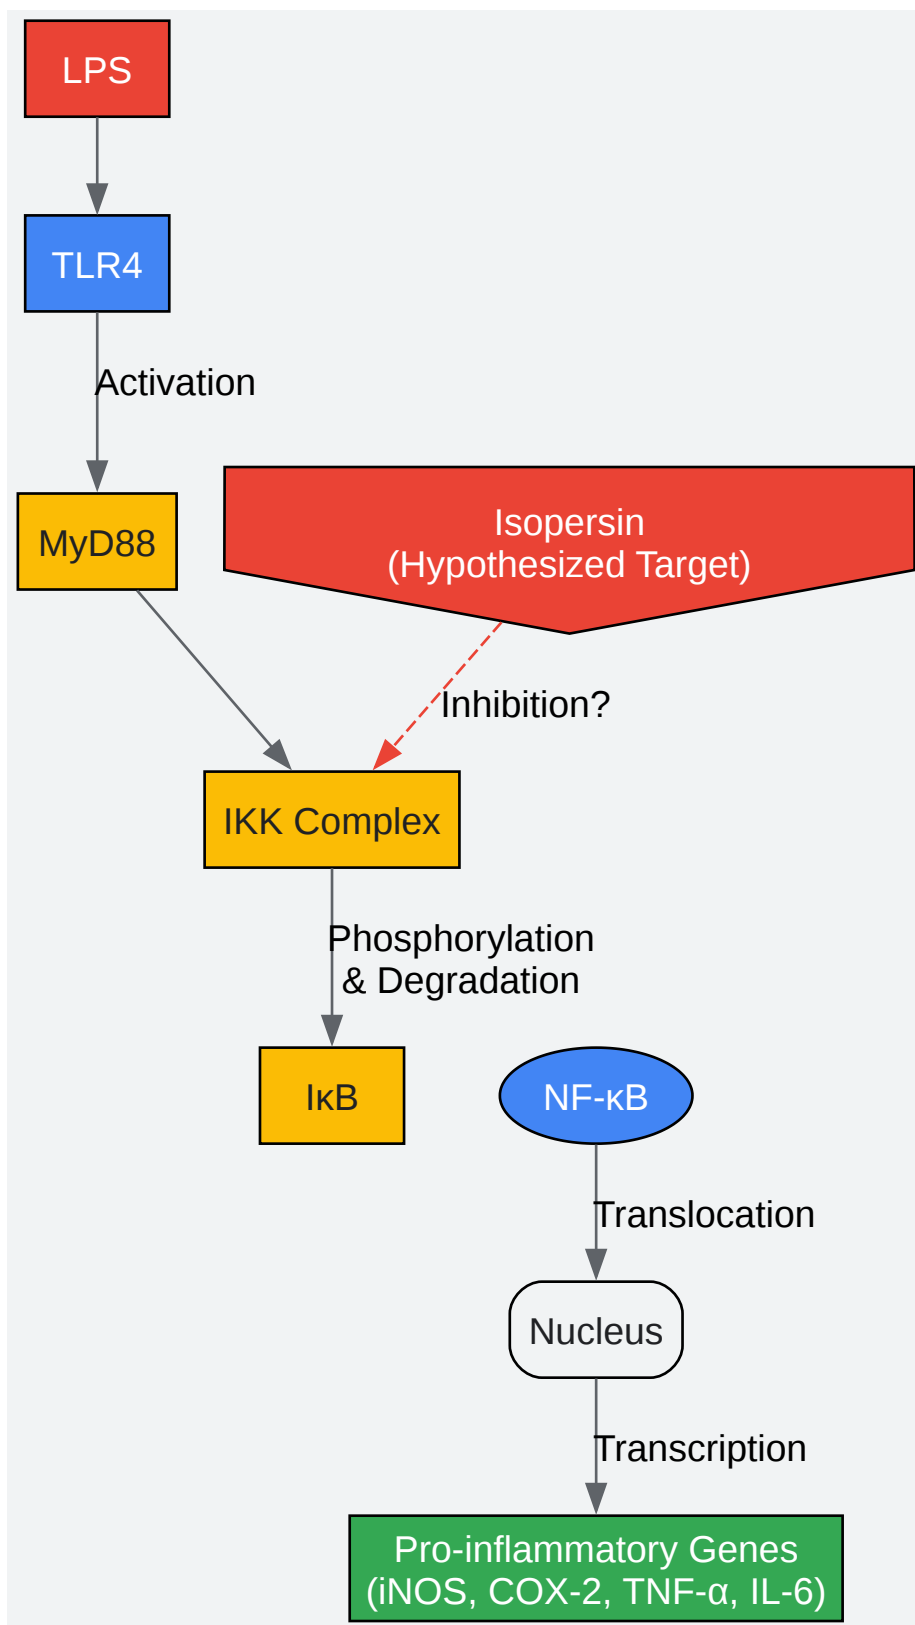 LPS
TLR4
Activation
MyD88
Isopersin
(Hypothesized Target)
Inhibition?
IKK Complex
Phosphorylation
& Degradation
IκB
NF-κB
Translocation
Nucleus
Transcription
Pro-inflammatory Genes
(iNOS, COX-2, TNF-α, IL-6)